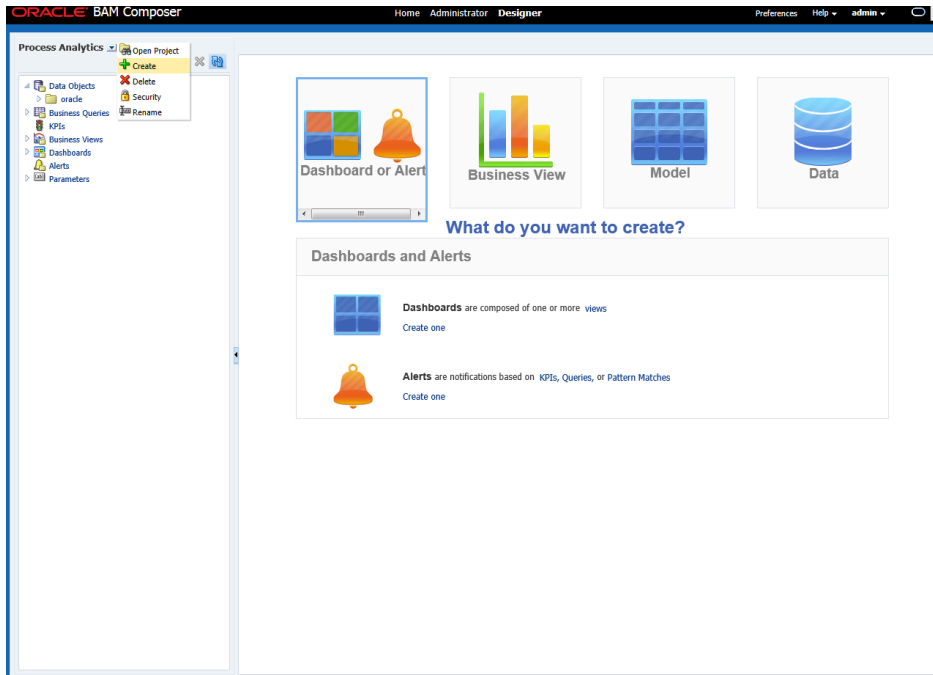 ORACLE BAM Composer
Home Administrator Designer
Preferences Help admin
Process Analytics
Open Project
Create
Delete
Security
Rename
Data Objects
oracle
Business Queries
KPIs
Business Views
Dashboards
Alerts
Parameters
Dashboard or Alert
Business View
Model
Data
What do you want to create?
Dashboards and Alerts
Dashboards are composed of one or more views
Create one
Alerts are notifications based on KPIs, Queries, or Pattern Matches
Create one